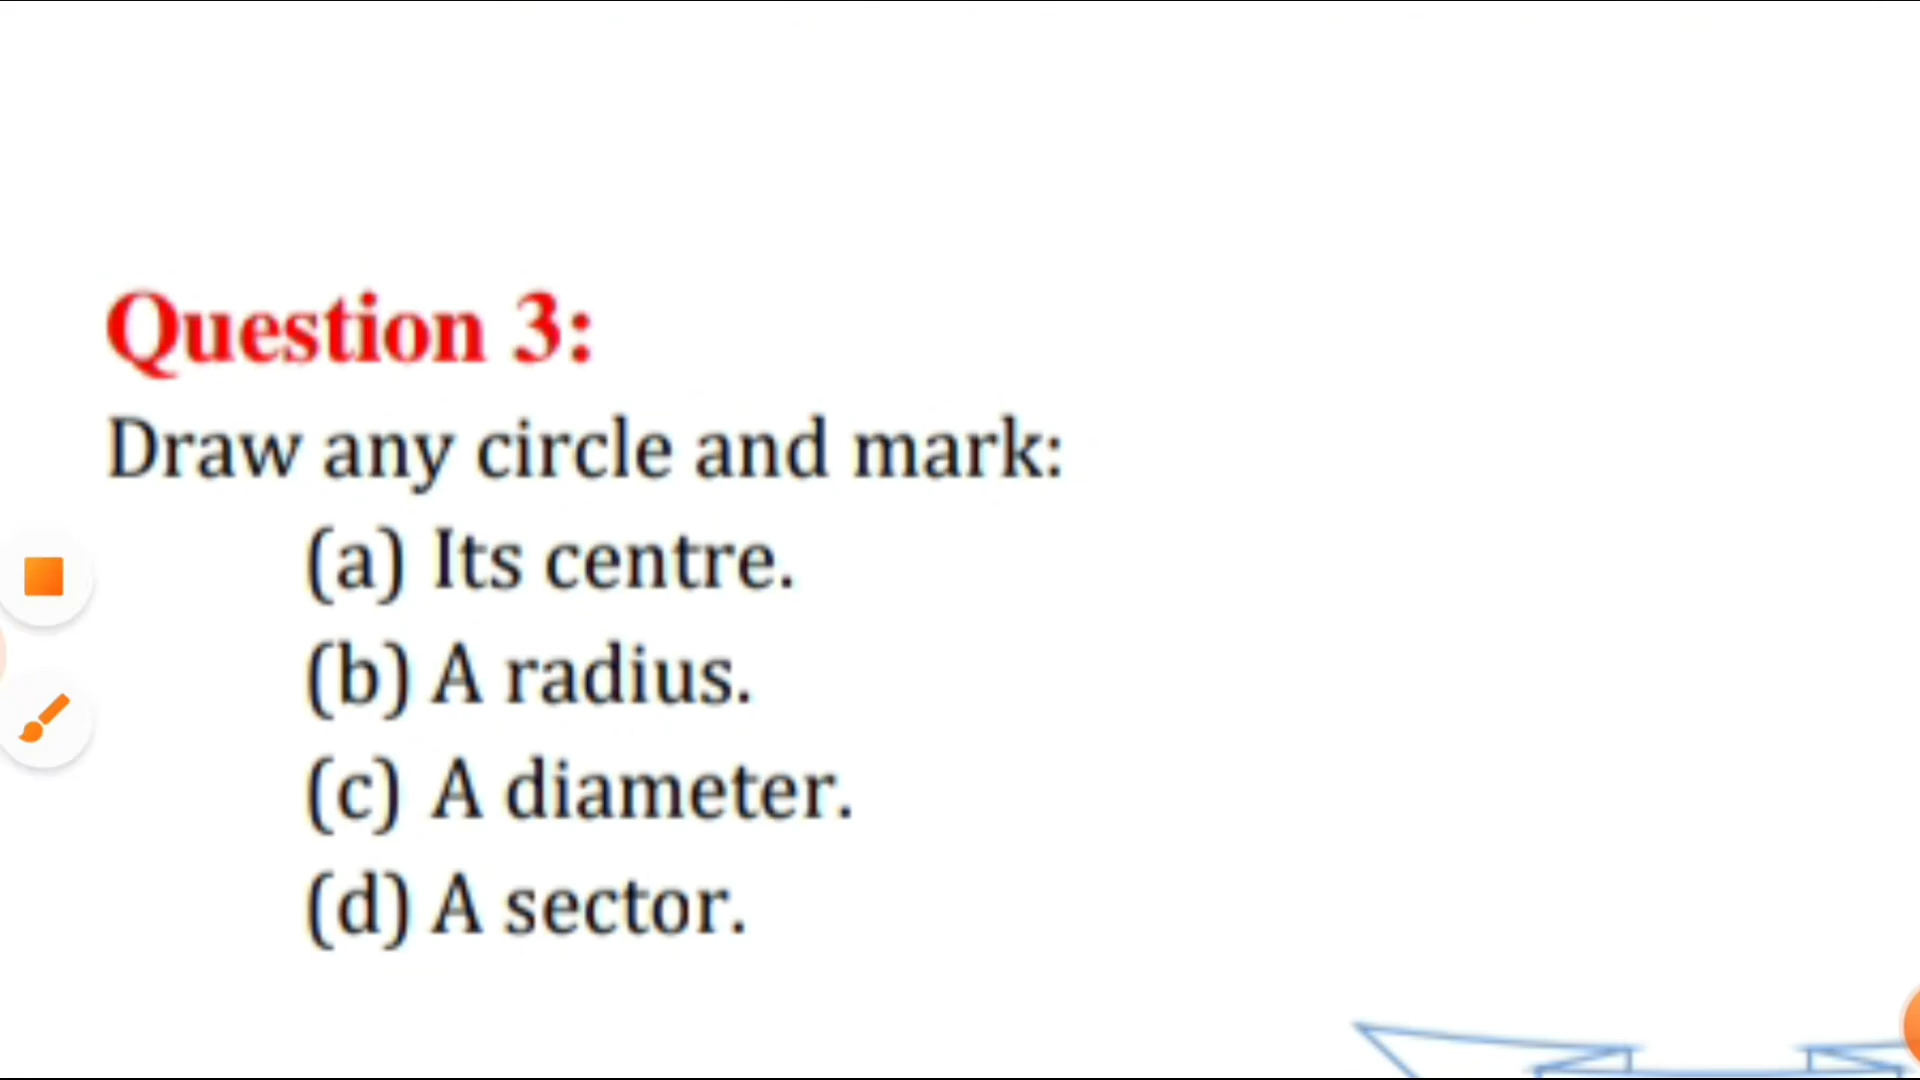 Question 3:
Draw any circle and mark:
(a) Its centre.
(b) A radius.
(c) A diameter.
(d) A sector.